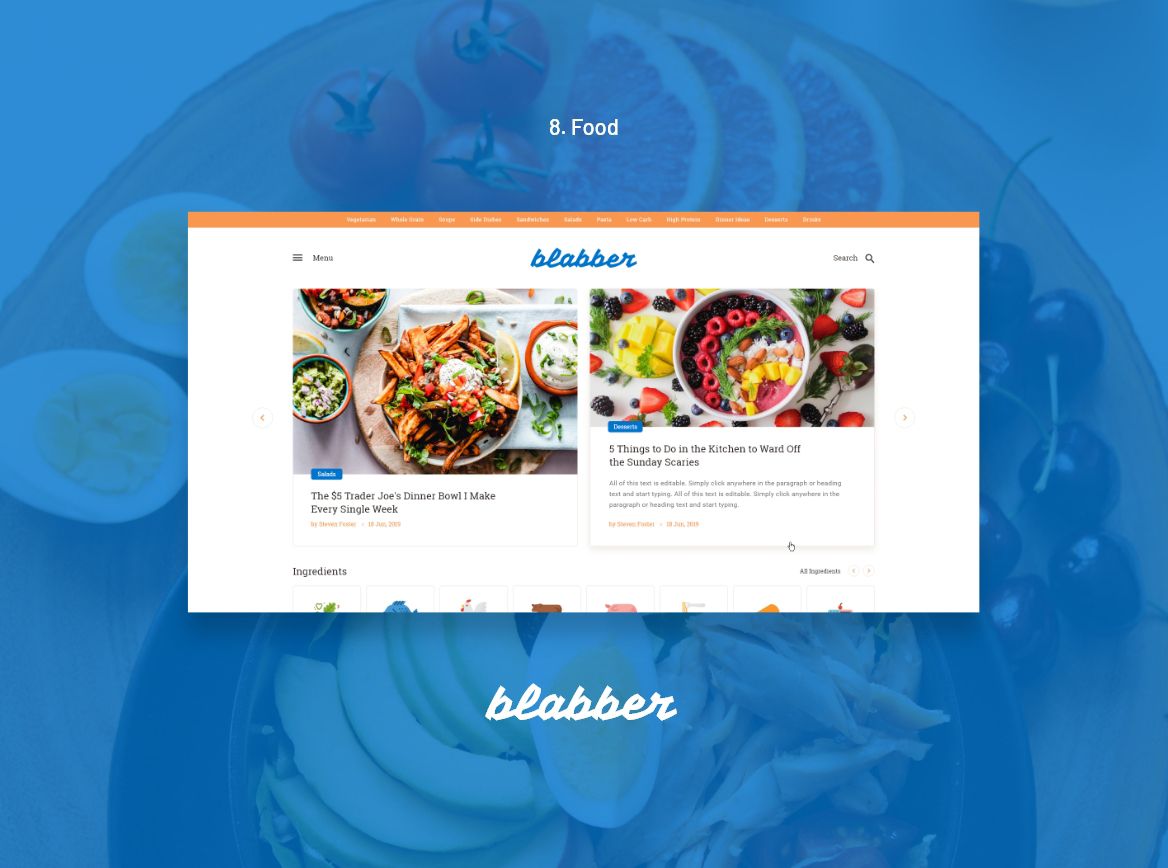 8. Food
Vegetarian Whole Grain Soups Side Dishes Sandwiches Salads Pasta Low Carb High Protein Dinner Ideas Desserts Drinks
Menu blabber Search
Salads
The $5 Trader Joe's Dinner Bowl I Make
Every Single Week
by Steven Foster 18 Jun, 2019
Desserts
5 Things to Do in the Kitchen to Ward Off
the Sunday Scaries
All of this text is editable. Simply click anywhere in the paragraph or heading
text and start typing. All of this text is editable. Simply click anywhere in the
paragraph or heading text and start typing.
by Steven Foster 18 Jun, 2019
Ingredients All Ingredients
blabber